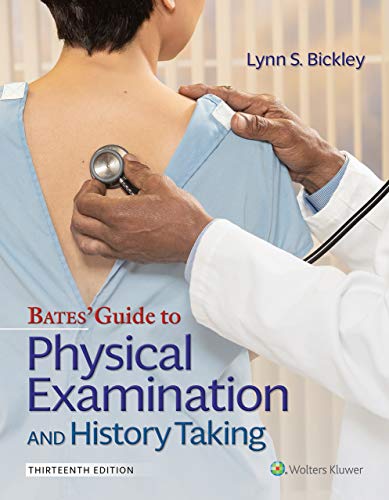 Lynn S. Bickley
BATES' Guide to
Physical
Examination
AND History Taking
THIRTEENTH EDITION
Wolters Kluwer